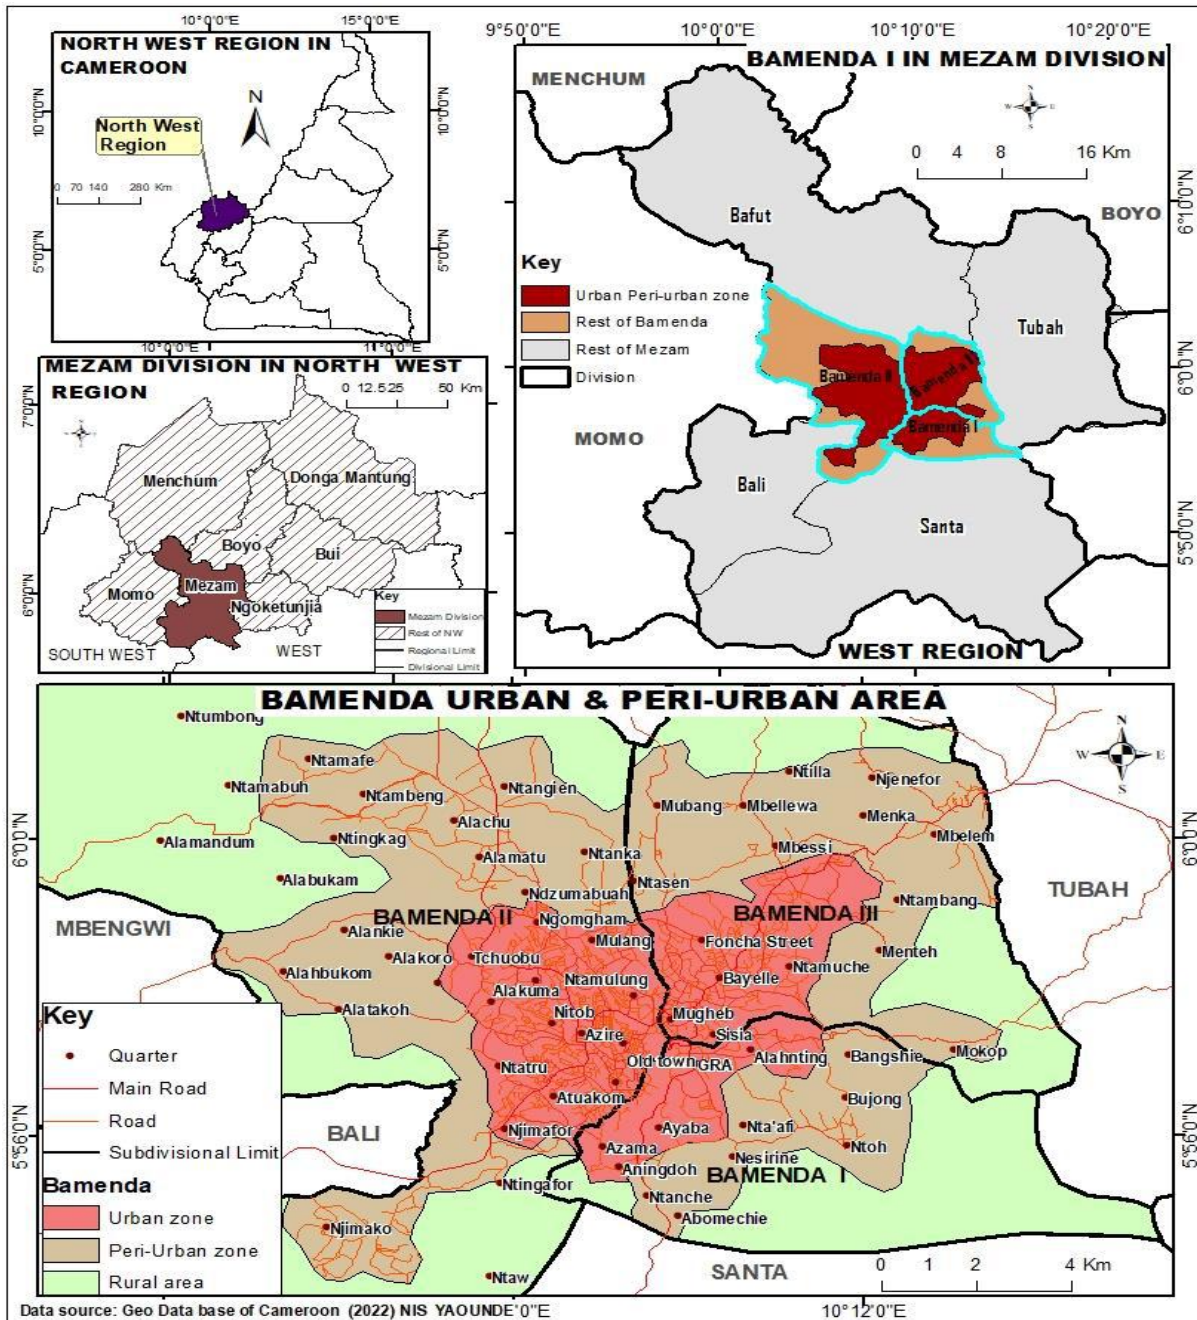 10°0'0"E
15°0'0"E
NORTH WEST REGION IN
CAMEROON
N
North West
Region
0 70 140 280 Km
10°0'0"N
5°0'0"N
10°0'0"N
5°0'0"N
10°0'0"E
11°0'0"E
MEZAM DIVISION IN NORTH WEST
REGION
0 12.5 25 50 Km
7°0'0"N
6°0'0"N
Menchum
Donga Mantung
Boyo
Bui
Momo
Mezam
Ngoketunjia
SOUTH WEST
WEST
Key
Mezam Division
Rest of NW
Regional Limit
Divisional Limit
9°50'0"E
10°0'0"E
10°10'0"E
10°20'0"E
BAMENDA I IN MEZAM DIVISION
MENCHUM
N
W E
S
0 4 8 16 Km
BOYO
Bafut
Key
Urban Peri-urban zone
Rest of Bamenda
Rest of Mezam
Division
Tubah
Bamenda II
Bamenda III
Bamenda I
MOMO
Bali
Santa
WEST REGION
6°10'0"N
6°0'0"N
5°50'0"N
BAMENDA URBAN & PERI-URBAN AREA
N
W E
S
Ntumbong
Ntamafe
Ntilla
Njenefor
Ntamabuh
Ntambeng
Ntangien
Mubang
Mbellewa
Menka
Alachu
Mbelem
Alamandum
Ntingkag
Alamatu
Ntanka
Mbessi
6°0'0"N
6°0'0"N
Alabukam
Ndzumabuah
Ntasen
TUBAH
Ntambang
MBENGWI
BAMENDA II
Ngomgham
BAMENDA III
Alankie
Mulang
Foncha Street
Menteh
Alakoro
Tchuobu
Ntamulung
Bayelle
Ntamuche
Alahbukom
Alakuma
Alatakoh
Nitob
Mugheb
Azire
Sisia
Old town
GRA
Alahnting
Bangshie
Mokop
Ntatru
Atuakom
Bujong
Njimafor
Ayaba
Nta'afi
BALI
Azama
Ntoh
Aningdoh
Nesirine
BAMENDA I
Ntingafor
Ntanche
Abomechie
Njimako
Ntaw
SANTA
5°56'0"N
5°56'0"N
Key
Quarter
Main Road
Road
Subdivisional Limit
Bamenda
Urban zone
Peri-Urban zone
Rural area
0 1 2 4 Km
Data source: Geo Data base of Cameroon (2022) NIS YAOUNDE
0"E
10°12'0"E